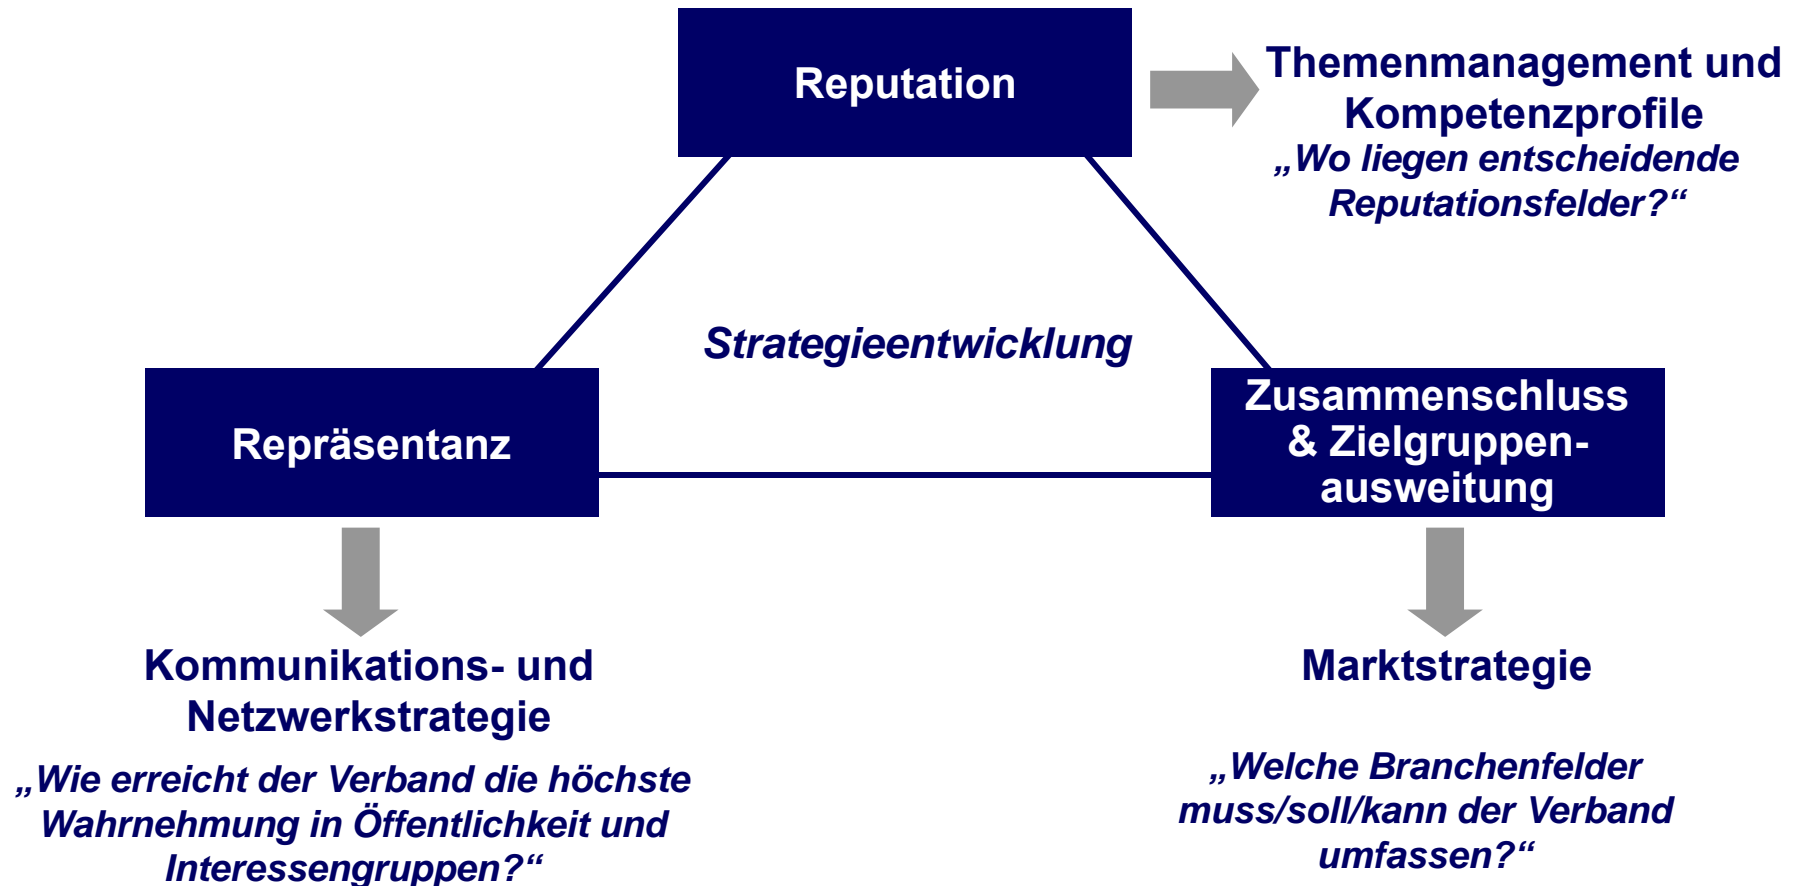 Reputation
Themenmanagement und
Kompetenzprofile
„Wo liegen entscheidende
Reputationsfelder?“
Strategieentwicklung
Repräsentanz
Zusammenschluss
& Zielgruppen-
ausweitung
Kommunikations- und
Netzwerkstrategie
„Wie erreicht der Verband die höchste
Wahrnehmung in Öffentlichkeit und
Interessengruppen?“
Marktstrategie
„Welche Branchenfelder
muss/soll/kann der Verband
umfassen?“